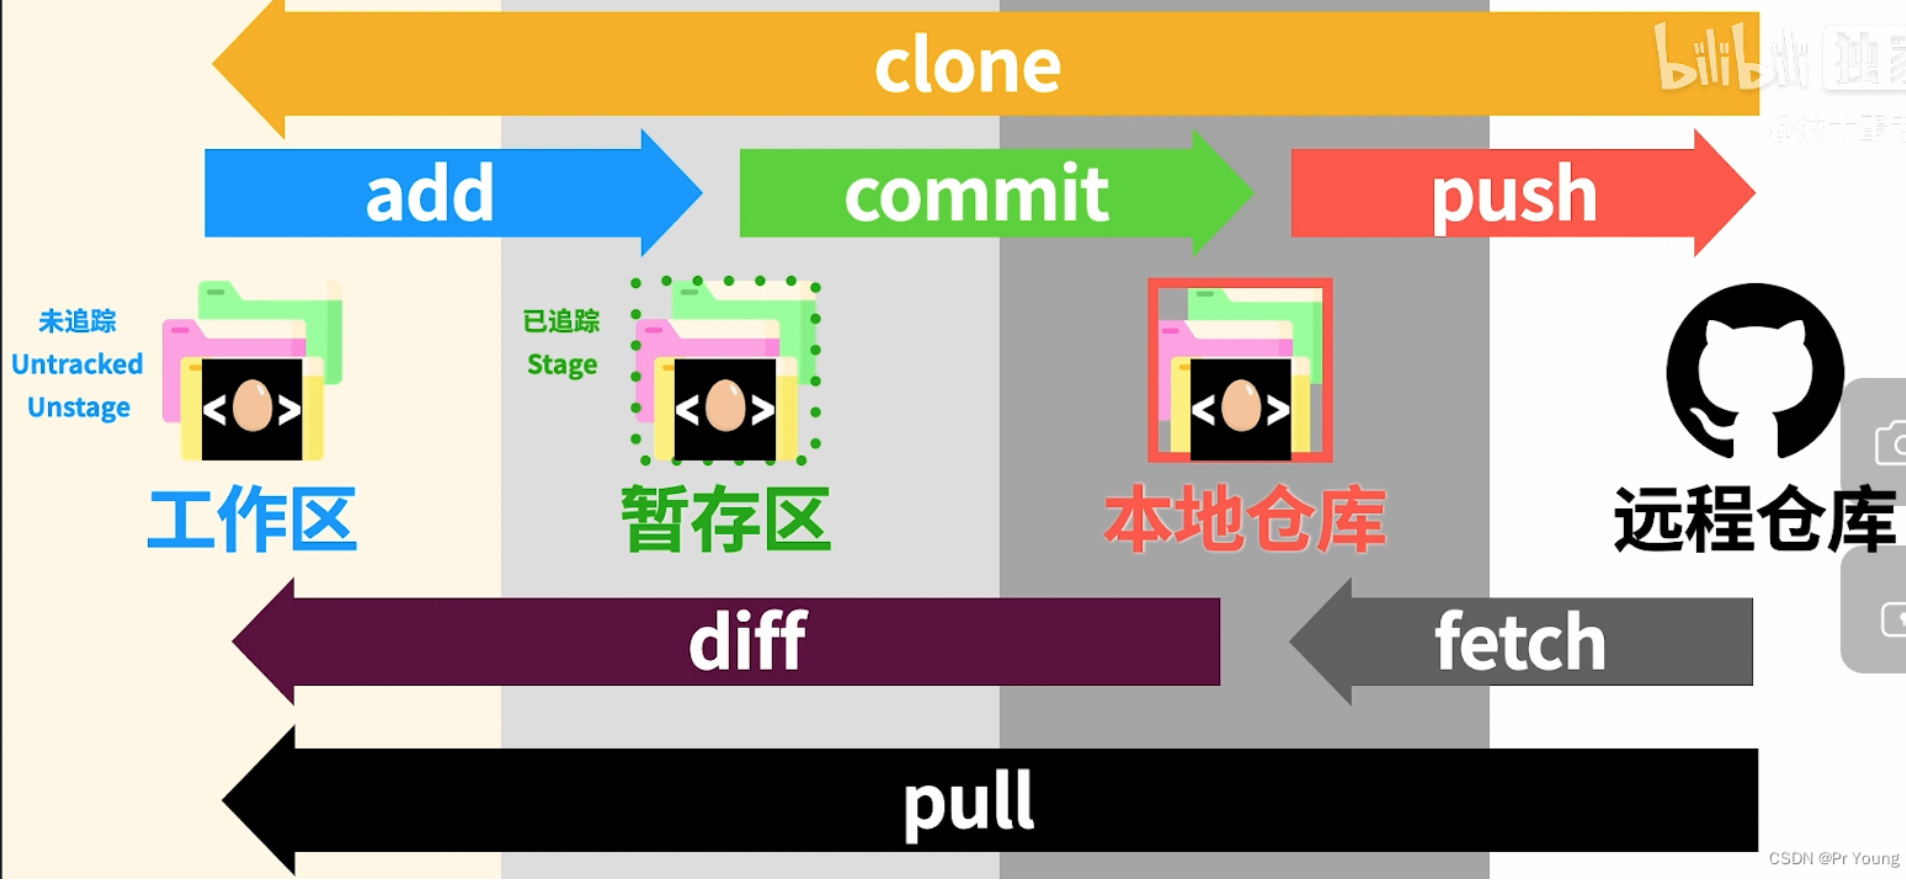 clone
bilibili 独家
add
commit
push
未追踪
Untracked
Unstage
已追踪
Stage
< >
< >
< >
工作区
暂存区
本地仓库
远程仓库
diff
fetch
pull
CSDN @Pr Young